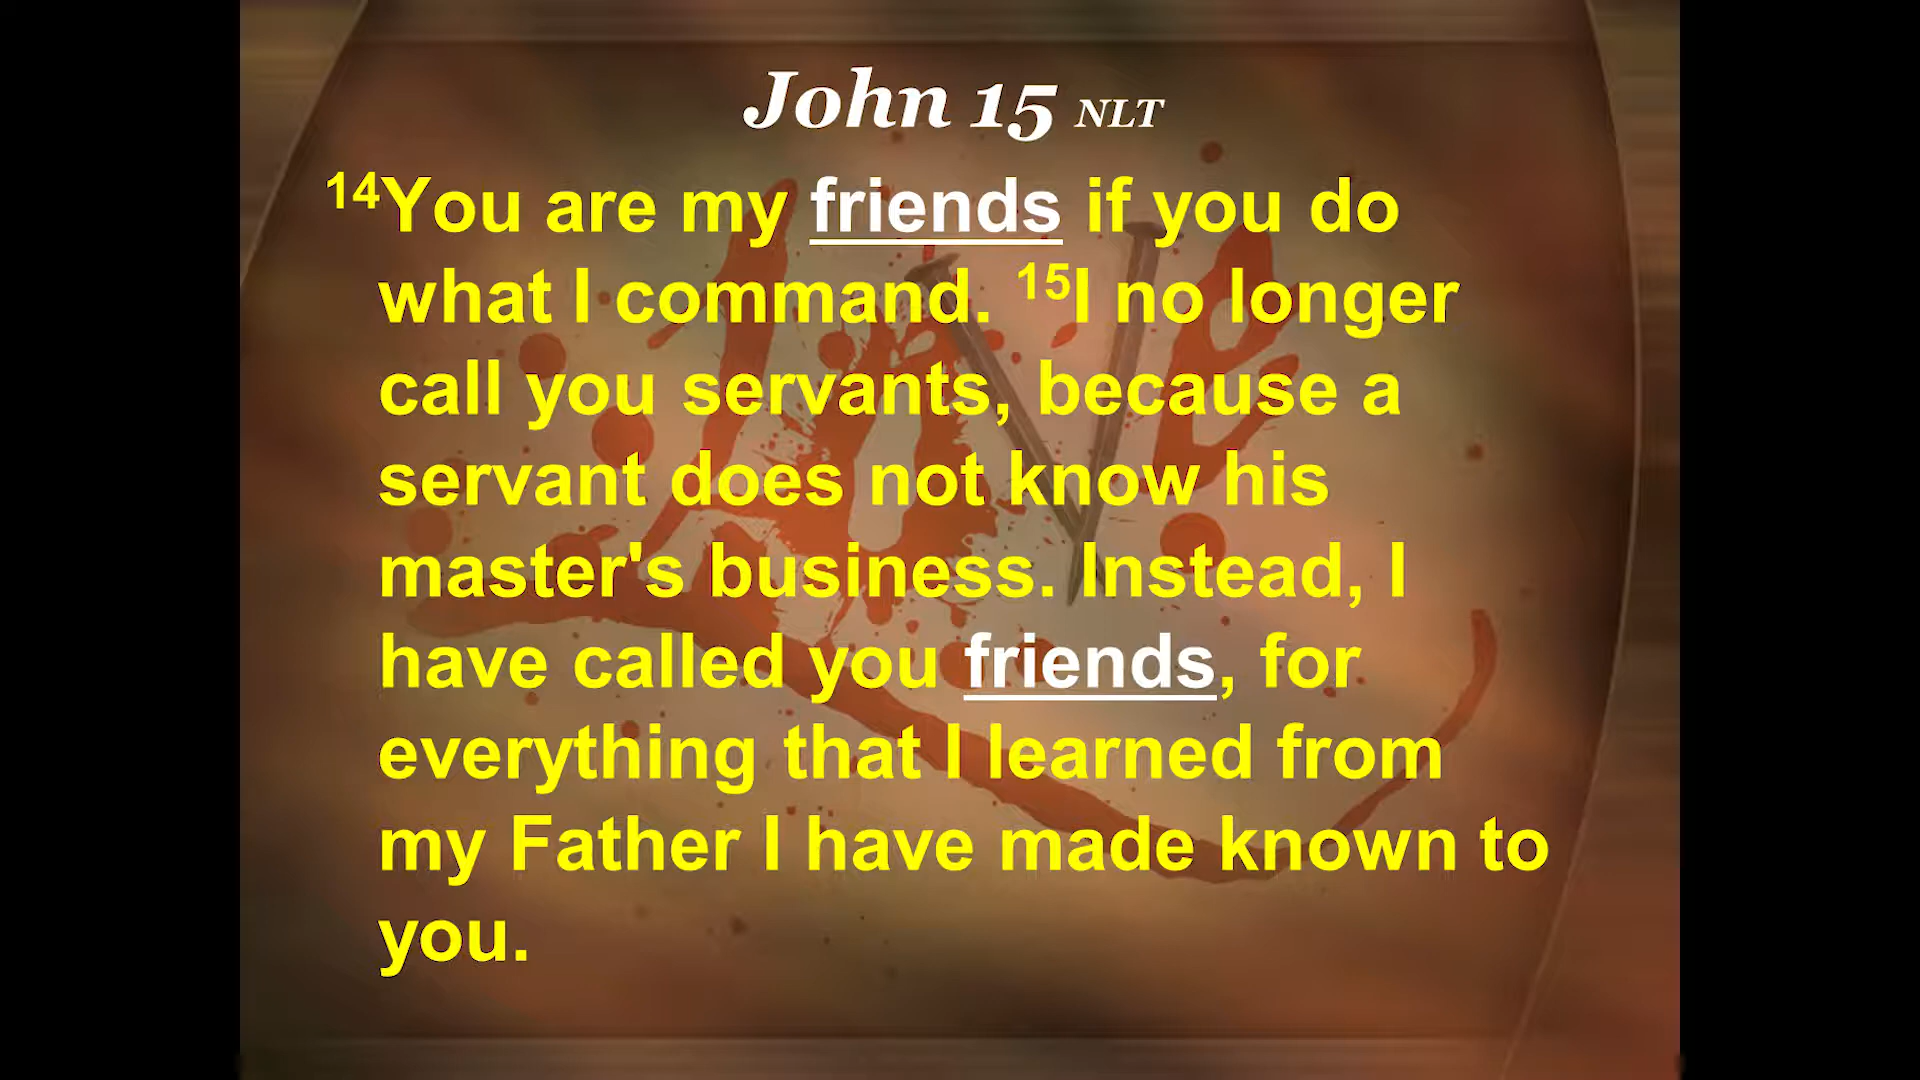 John 15 NLT
14You are my friends if you do
what I command. 15I no longer
call you servants, because a
servant does not know his
master's business. Instead, I
have called you friends, for
everything that I learned from
my Father I have made known to
you.
LOVE